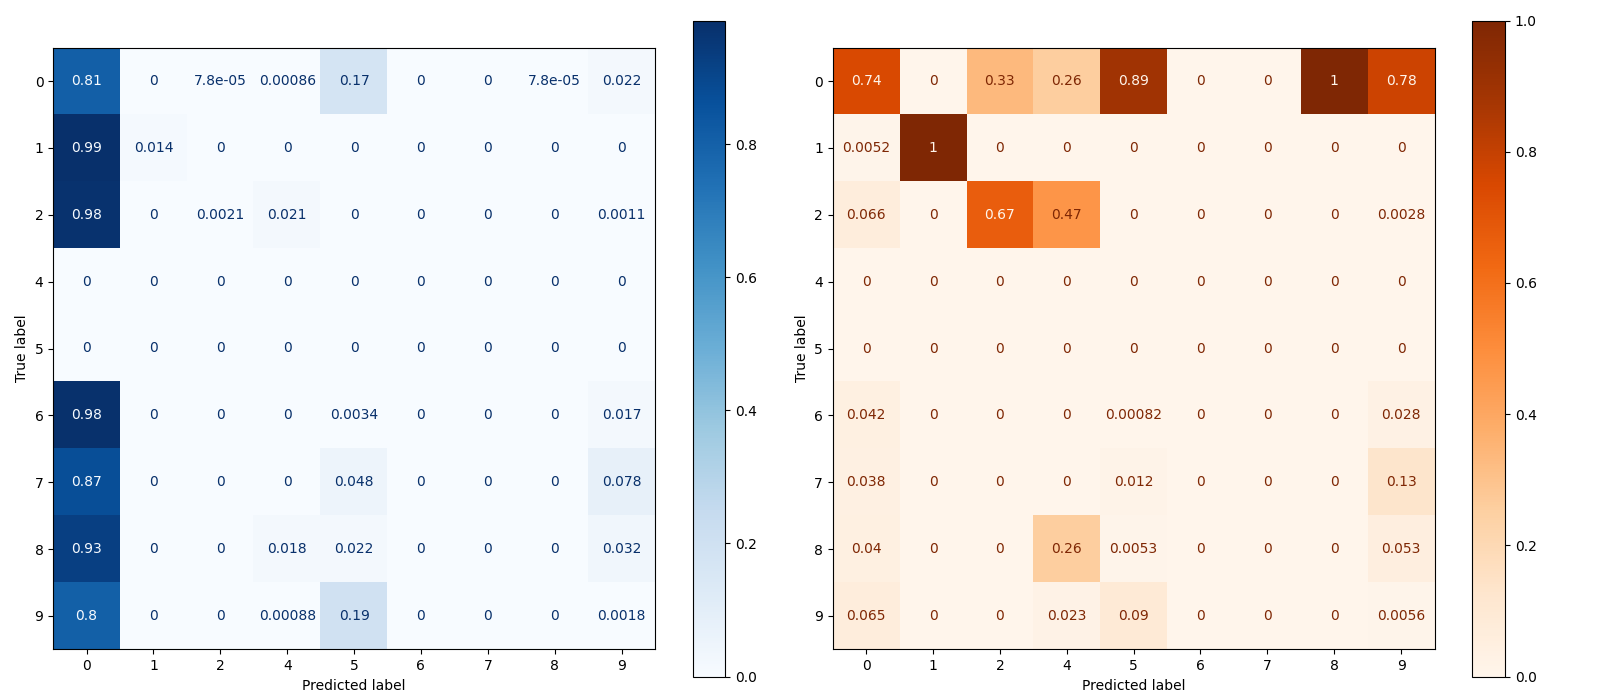 0 0.81 0 7.8e-05 0.00086 0.17 0 0 7.8e-05 0.022
1 0.99 0.014 0 0 0 0 0 0 0
2 0.98 0 0.0021 0.021 0 0 0 0 0.0011
4 0 0 0 0 0 0 0 0 0
5 0 0 0 0 0 0 0 0 0
6 0.98 0 0 0 0.0034 0 0 0 0.017
7 0.87 0 0 0 0.048 0 0 0 0.078
8 0.93 0 0 0.018 0.022 0 0 0 0.032
9 0.8 0 0 0.00088 0.19 0 0 0 0.0018
0 1 2 4 5 6 7 8 9
Predicted label
True label
0.8
0.6
0.4
0.2
0.0
0 0.74 0 0.33 0.26 0.89 0 0 1 0.78
1 0.0052 1 0 0 0 0 0 0 0
2 0.066 0 0.67 0.47 0 0 0 0 0.0028
4 0 0 0 0 0 0 0 0 0
5 0 0 0 0 0 0 0 0 0
6 0.042 0 0 0 0.00082 0 0 0 0.028
7 0.038 0 0 0 0.012 0 0 0 0.13
8 0.04 0 0 0.26 0.0053 0 0 0 0.053
9 0.065 0 0 0.023 0.09 0 0 0 0.0056
0 1 2 4 5 6 7 8 9
Predicted label
True label
1.0
0.8
0.6
0.4
0.2
0.0